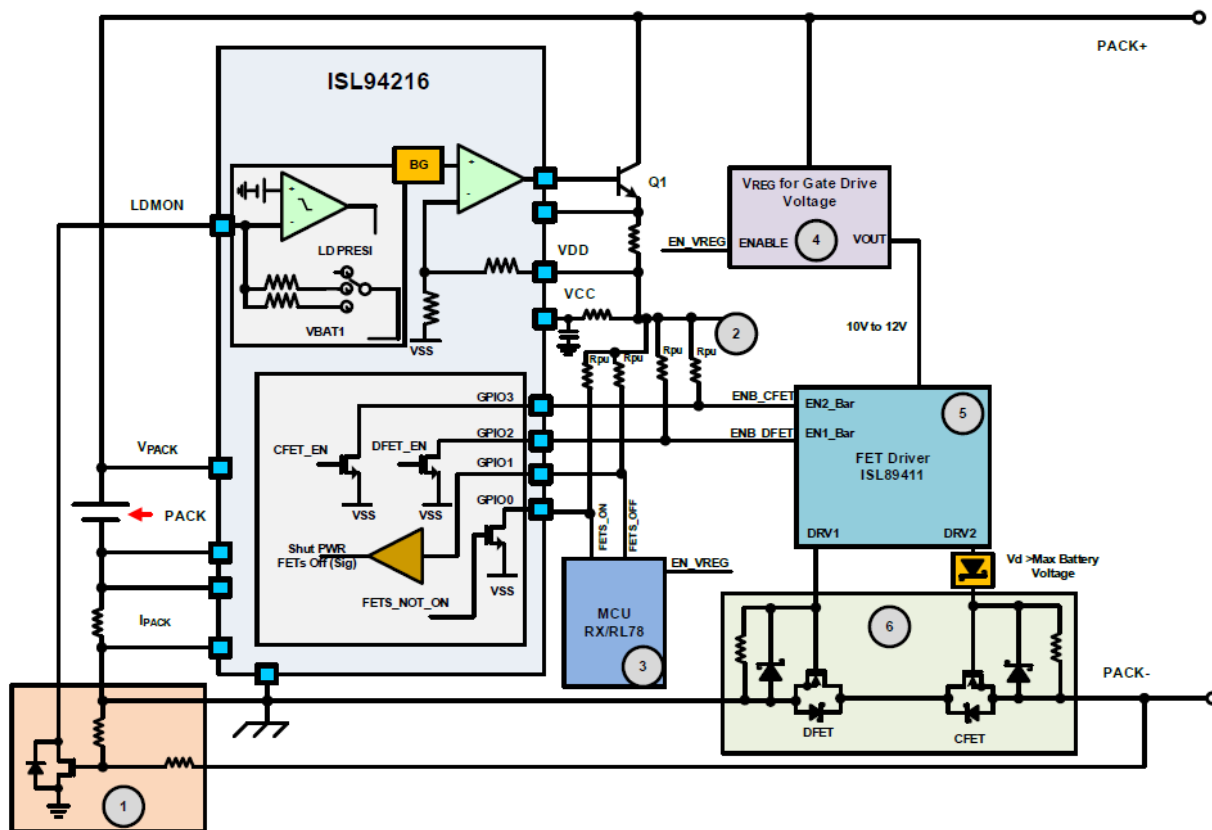 PACK+
ISL94216
BG
Q1
VREG for Gate Drive
Voltage
LDMON
+
-
+
-
EN_VREG
ENABLE
4
VOUT
LD PRESI
VDD
VCC
VBAT1
VSS
2
10V to 12V
Rpu
Rpu
Rpu
Rpu
GPIO3
ENB_CFET
EN2_Bar
5
GPIO2
ENB_DFET
EN1_Bar
CFET_EN
DFET_EN
GPIO1
FET Driver
ISL89411
VPACK
VSS
VSS
GPIO0
PACK
FETS_ON
FETS_OFF
DRV1
DRV2
Shut PWR
FETs Off (Sig)
VSS
EN_VREG
Vd >Max Battery
Voltage
FETS_NOT_ON
MCU
RX/RL78
3
IPACK
6
PACK-
DFET
CFET
1